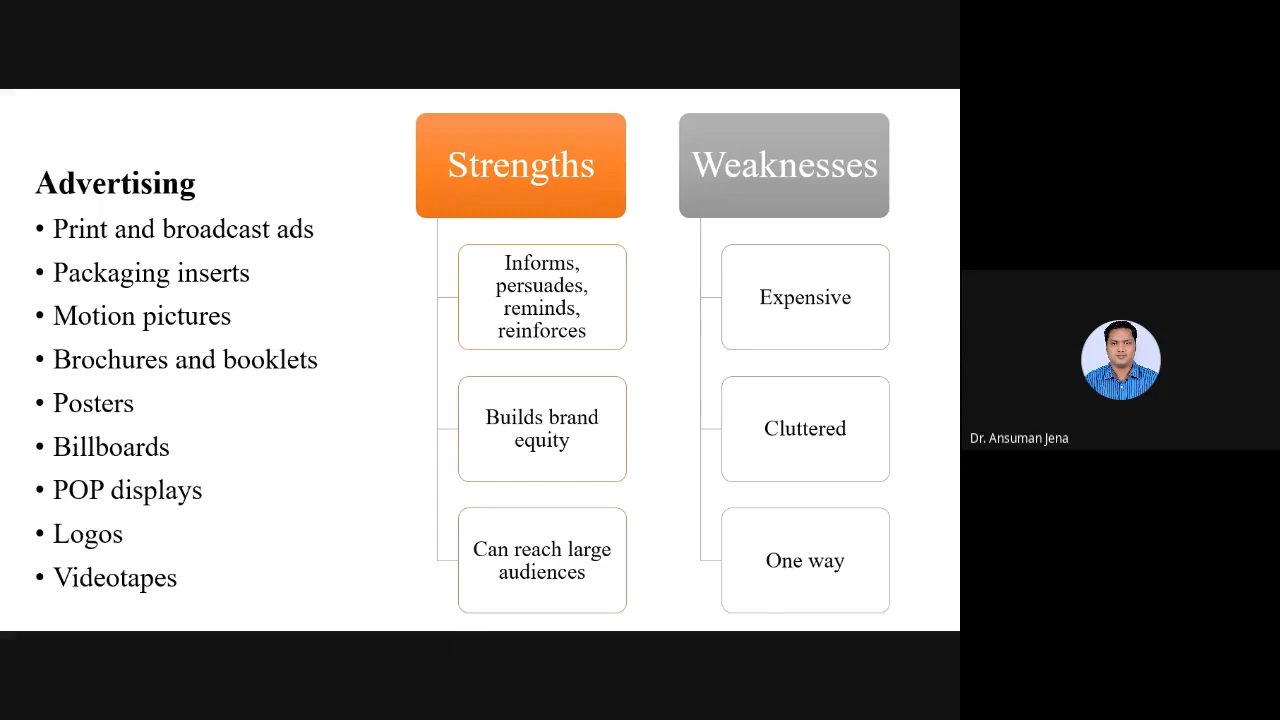 Advertising
• Print and broadcast ads
• Packaging inserts
• Motion pictures
• Brochures and booklets
• Posters
• Billboards
• POP displays
• Logos
• Videotapes
Strengths
Informs,
persuades,
reminds,
reinforces
Builds brand
equity
Can reach large
audiences
Weaknesses
Expensive
Cluttered
One way
Dr. Ansuman Jena